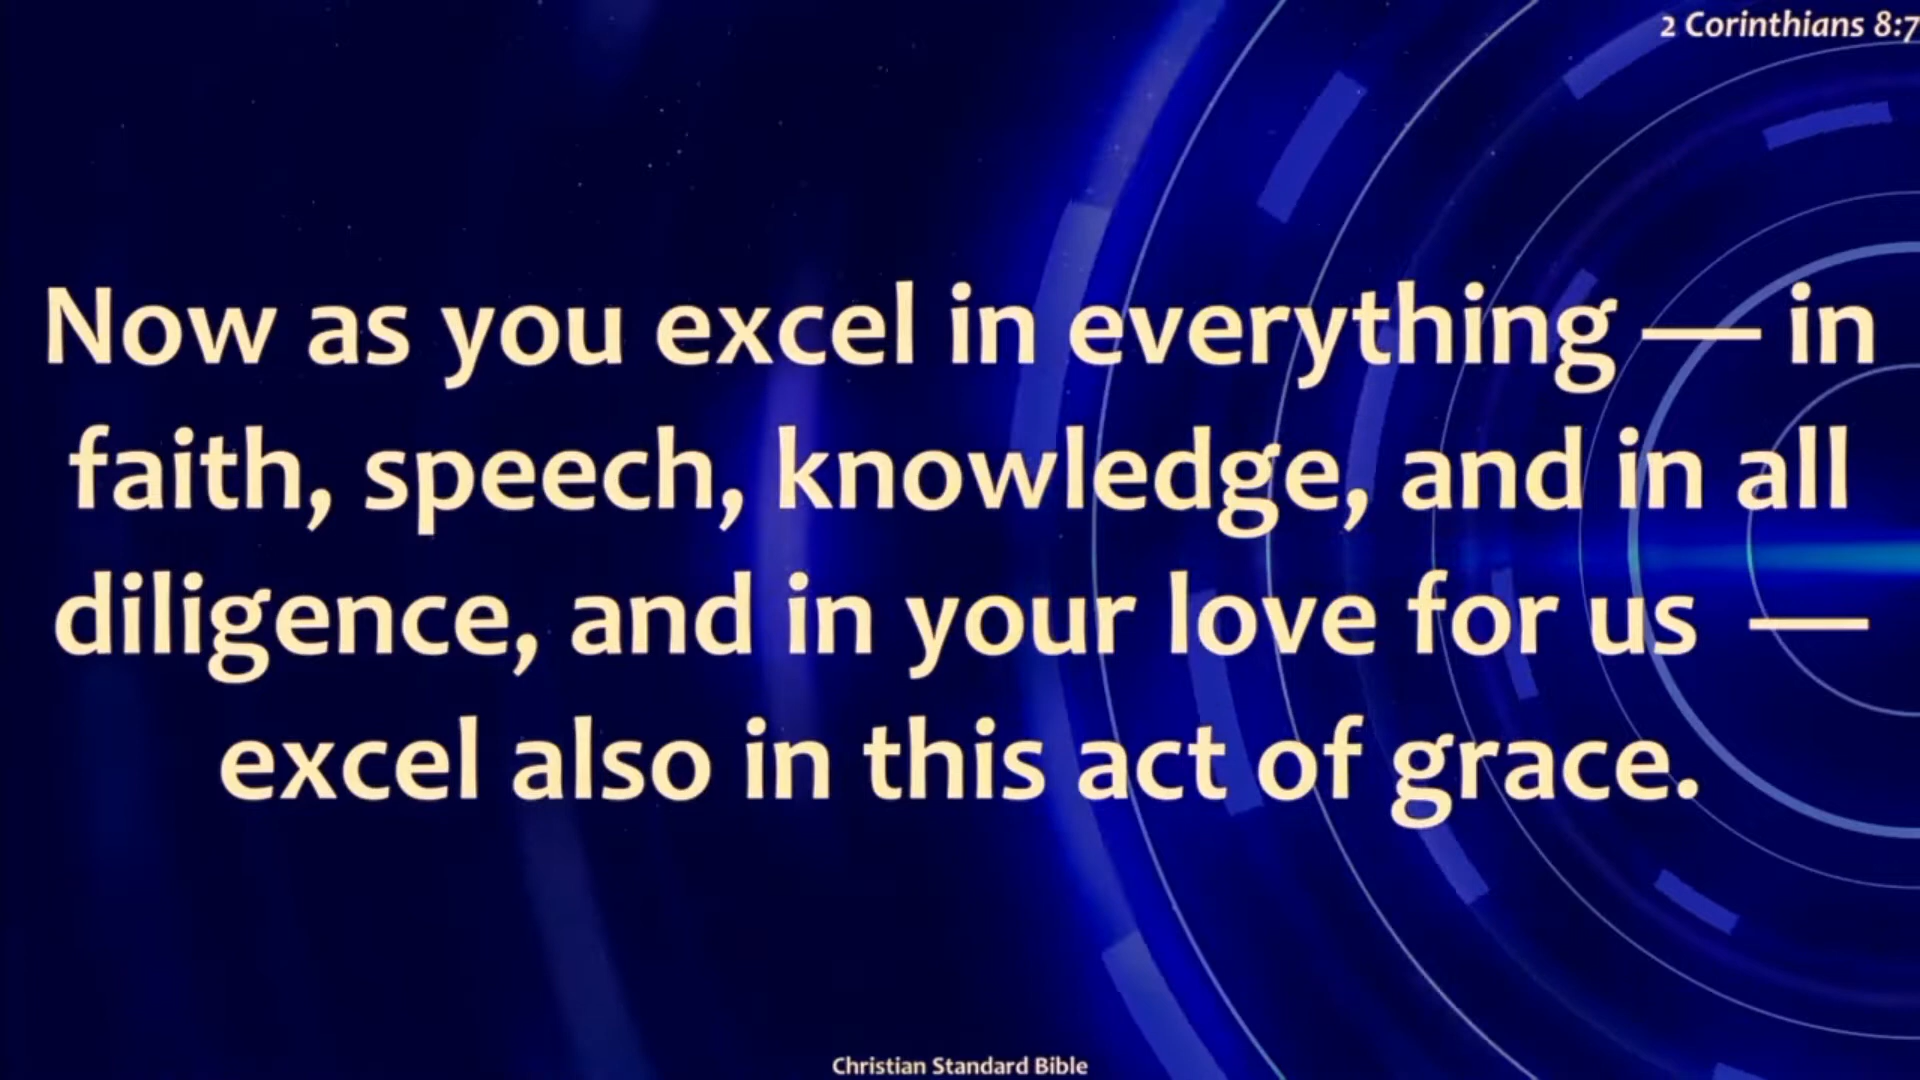 2 Corinthians 8:7
Now as you excel in everything — in
faith, speech, knowledge, and in all
diligence, and in your love for us —
excel also in this act of grace.
Christian Standard Bible